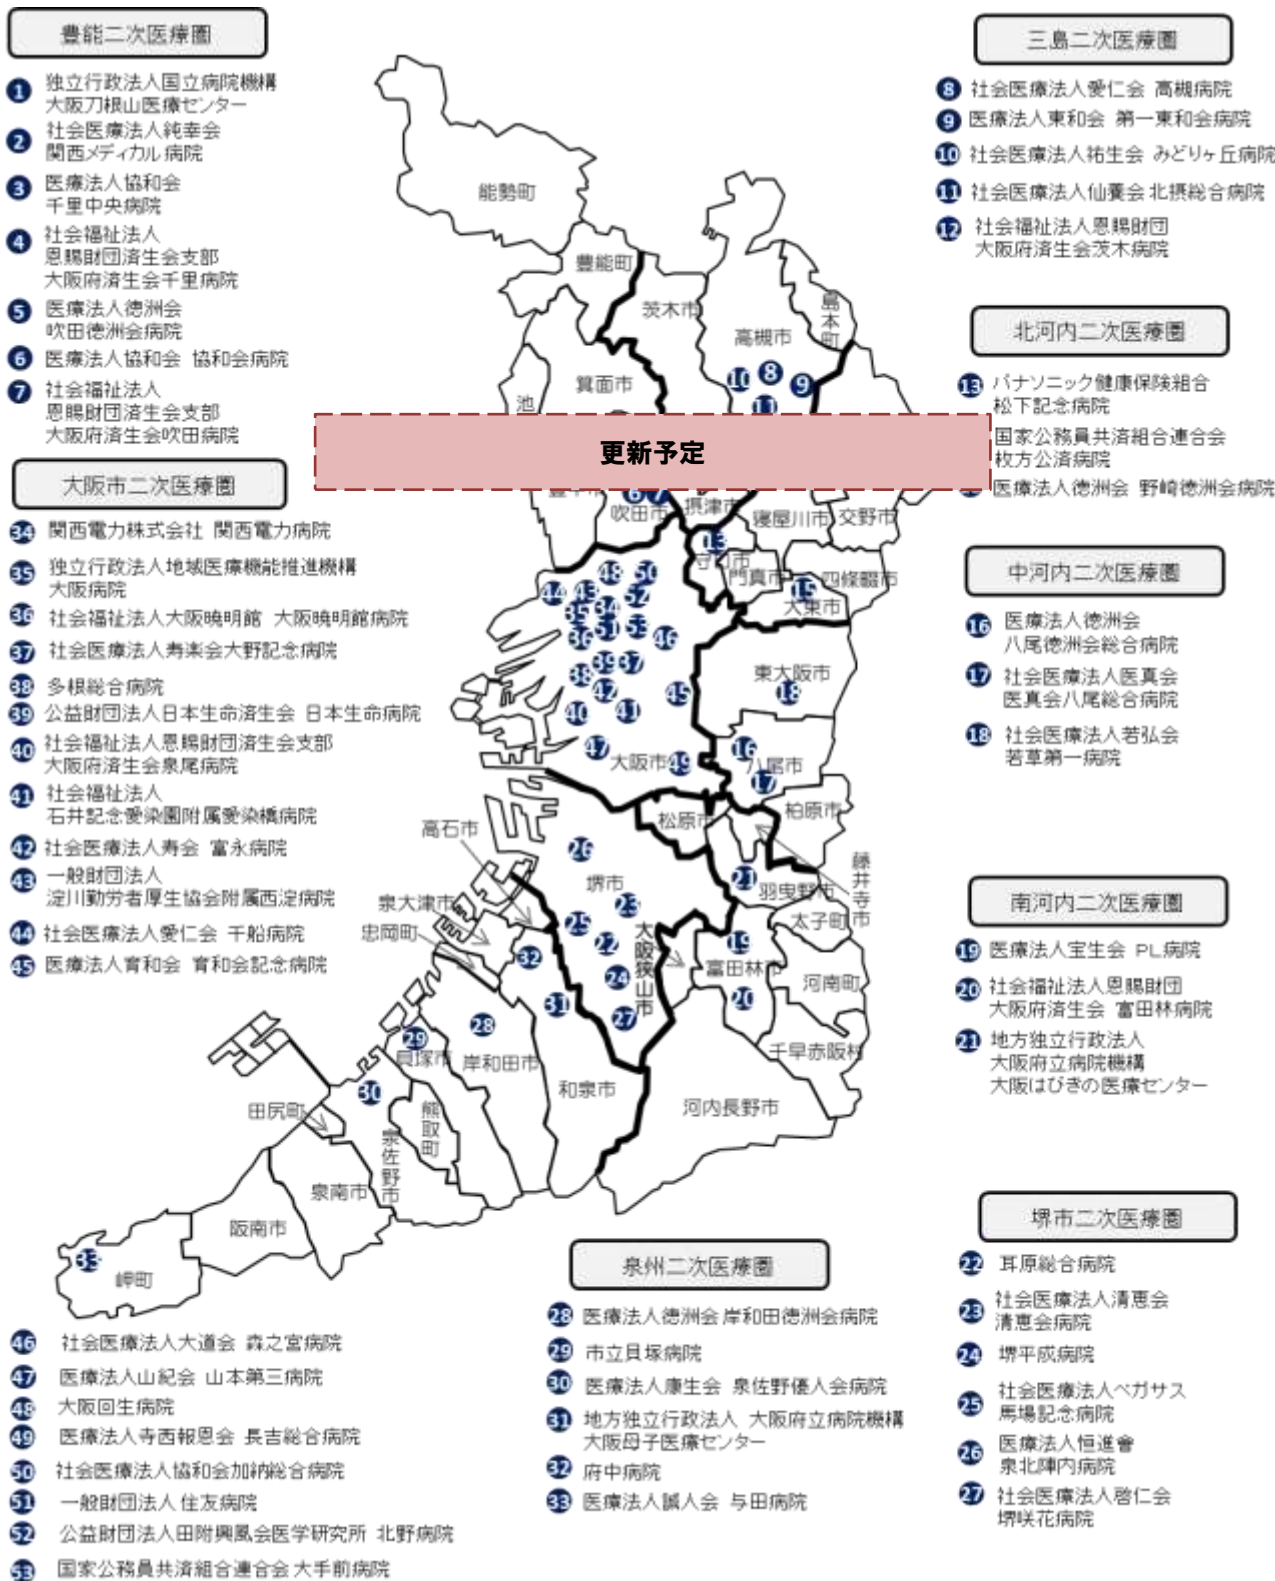 豊能二次医療圏
1 独立行政法人国立病院機構
大阪刀根山医療センター
2 社会医療法人純幸会
関西メディカル病院
3 医療法人協和会
千里中央病院
4 社会福祉法人
恩賜財団済生会支部
大阪府済生会千里病院
5 医療法人徳洲会
吹田徳洲会病院
6 医療法人協和会 協和会病院
7 社会福祉法人
恩賜財団済生会支部
大阪府済生会吹田病院
大阪市二次医療圏
34 関西電力株式会社 関西電力病院
35 独立行政法人地域医療機能推進機構
大阪病院
36 社会福祉法人大阪暁明館 大阪暁明館病院
37 社会医療法人寿楽会大野記念病院
38 多根総合病院
39 公益財団法人日本生命済生会 日本生命病院
40 社会福祉法人恩賜財団済生会支部
大阪府済生会泉尾病院
41 社会福祉法人
石井記念愛染園附属愛染橋病院
42 社会医療法人寿会 富永病院
43 一般財団法人
淀川勤労者厚生協会附属西淀病院
44 社会医療法人愛仁会 千船病院
45 医療法人育和会 育和会記念病院
46 社会医療法人大道会 森之宮病院
47 医療法人山紀会 山本第三病院
48 大阪回生病院
49 医療法人寺西報恩会 長吉総合病院
50 社会医療法人協和会加納総合病院
51 一般財団法人住友病院
52 公益財団法人田附興風会医学研究所 北野病院
53 国家公務員共済組合連合会大手前病院
能勢町
豊能町
茨木市
高槻市
島本町
箕面市
池
10 8 9
11
更新予定
豊中市
6 7
吹田市
摂津市
寝屋川市
交野市
13
守口市
門真市
四條畷市
15
大東市
44 43 48 50
35 34 52
36 51 53 46
38 39 37
42 45
40 41
47
大阪市
49
東大阪市
18
16
八尾市
17
柏原市
松原市
藤井寺市
高石市
26
堺市
21
羽曳野市
23
太子町
泉大津市
忠岡町
25
22
大阪狭山市
19
富田林市
河南町
32
24
20
31
27
千早赤阪村
29
貝塚市
28
岸和田市
和泉市
河内長野市
30
田尻町
熊取町
泉佐野市
泉南市
阪南市
33
岬町
三島二次医療圏
8 社会医療法人愛仁会 高槻病院
9 医療法人東和会 第一東和会病院
10 社会医療法人祐生会 みどりヶ丘病院
11 社会医療法人仙養会北摂総合病院
12 社会福祉法人恩賜財団
大阪府済生会茨木病院
北河内二次医療圏
13 パナソニック健康保険組合
松下記念病院
国家公務員共済組合連合会
枚方公済病院
医療法人徳洲会 野崎徳洲会病院
中河内二次医療圏
16 医療法人徳洲会
八尾徳洲会総合病院
17 社会医療法人医真会
医真会八尾総合病院
18 社会医療法人若弘会
若草第一病院
南河内二次医療圏
19 医療法人宝生会 PL病院
20 社会福祉法人恩賜財団
大阪府済生会 富田林病院
21 地方独立行政法人
大阪府立病院機構
大阪はびきの医療センター
堺市二次医療圏
22 耳原総合病院
23 社会医療法人清恵会
清恵会病院
24 堺平成病院
25 社会医療法人ペガサス
馬場記念病院
26 医療法人恒進會
泉北陣内病院
27 社会医療法人啓仁会
堺咲花病院
泉州二次医療圏
28 医療法人徳洲会岸和田徳洲会病院
29 市立貝塚病院
30 医療法人康生会 泉佐野優人会病院
31 地方独立行政法人 大阪府立病院機構
大阪母子医療センター
32 府中病院
33 医療法人誠人会 与田病院